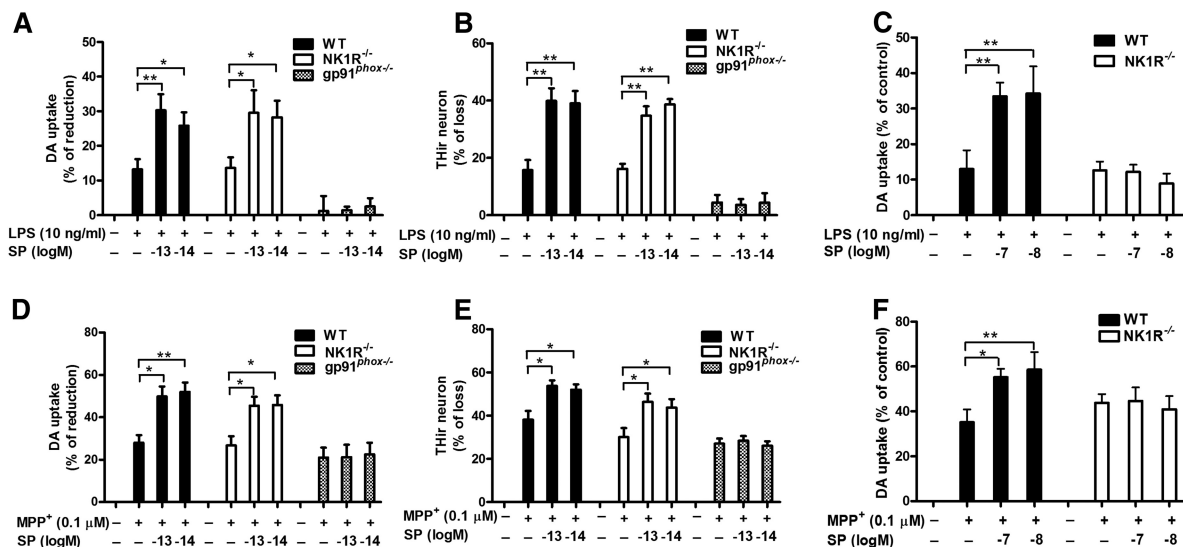 A
DA uptake
(% of reduction)
50
40
30
20
10
0
WT
NK1R-/-
gp91phox-/-
** * * *
LPS (10 ng/ml) – + + + – + + + – + + +
SP (logM) – – -13 -14 – – -13 -14 – – -13 -14
B
THir neuron
(% of loss)
60
40
20
0
WT
NK1R-/-
gp91phox-/-
** ** ** **
LPS (10 ng/ml) – + + + – + + + – + + +
SP (logM) – – -13 -14 – – -13 -14 – – -13 -14
C
DA uptake (% of control)
50
40
30
20
10
0
WT
NK1R-/-
** **
LPS (10 ng/ml) – + + + – + + +
SP (logM) – – -7 -8 – – -7 -8
D
DA uptake
(% of reduction)
80
60
40
20
0
WT
NK1R-/-
gp91phox-/-
* ** * *
MPP+ (0.1 µM) – + + + – + + + – + + +
SP (logM) – – -13 -14 – – -13 -14 – – -13 -14
E
THir neuron
(% of loss)
80
60
40
20
0
WT
NK1R-/-
gp91phox-/-
* * * *
MPP+ (0.1 µM) – + + + – + + + – + + +
SP (logM) – – -13 -14 – – -13 -14 – – -13 -14
F
DA uptake (% of control)
80
60
40
20
0
WT
NK1R-/-
* **
MPP+ (0.1 µM) – + + + – + + +
SP (logM) – – -7 -8 – – -7 -8